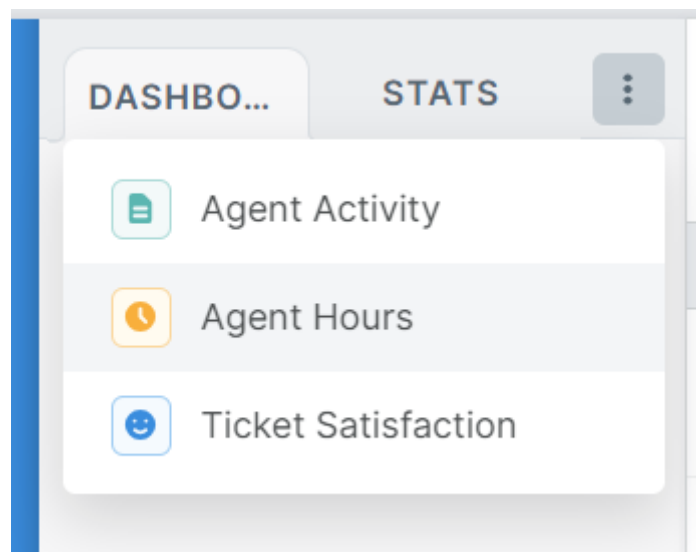 DASHBO...
STATS
Agent Activity
Agent Hours
Ticket Satisfaction